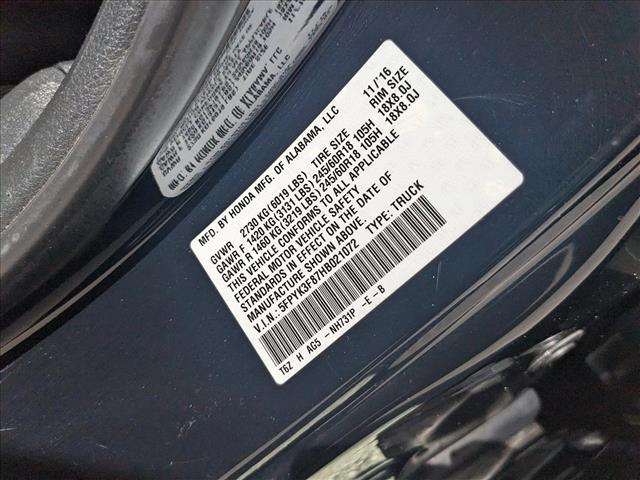 MFD. BY HONDA MFG. OF ALABAMA, LLC 11/16
GVWR 2730 KG(6019 LBS) TIRE SIZE RIM SIZE
GAWR F 1420 KG(3131 LBS) 245/60R18 105H 18X8.0J
GAWR R 1460 KG(3219 LBS) 245/60R18 105H 18X8.0J
THIS VEHICLE CONFORMS TO ALL APPLICABLE
FEDERAL MOTOR VEHICLE SAFETY
STANDARDS IN EFFECT ON THE DATE OF
MANUFACTURE SHOWN ABOVE.
V.I.N.: 5FPYK3F87HB021072 TYPE: TRUCK
T6Z H AG5 -NH731P -E -B